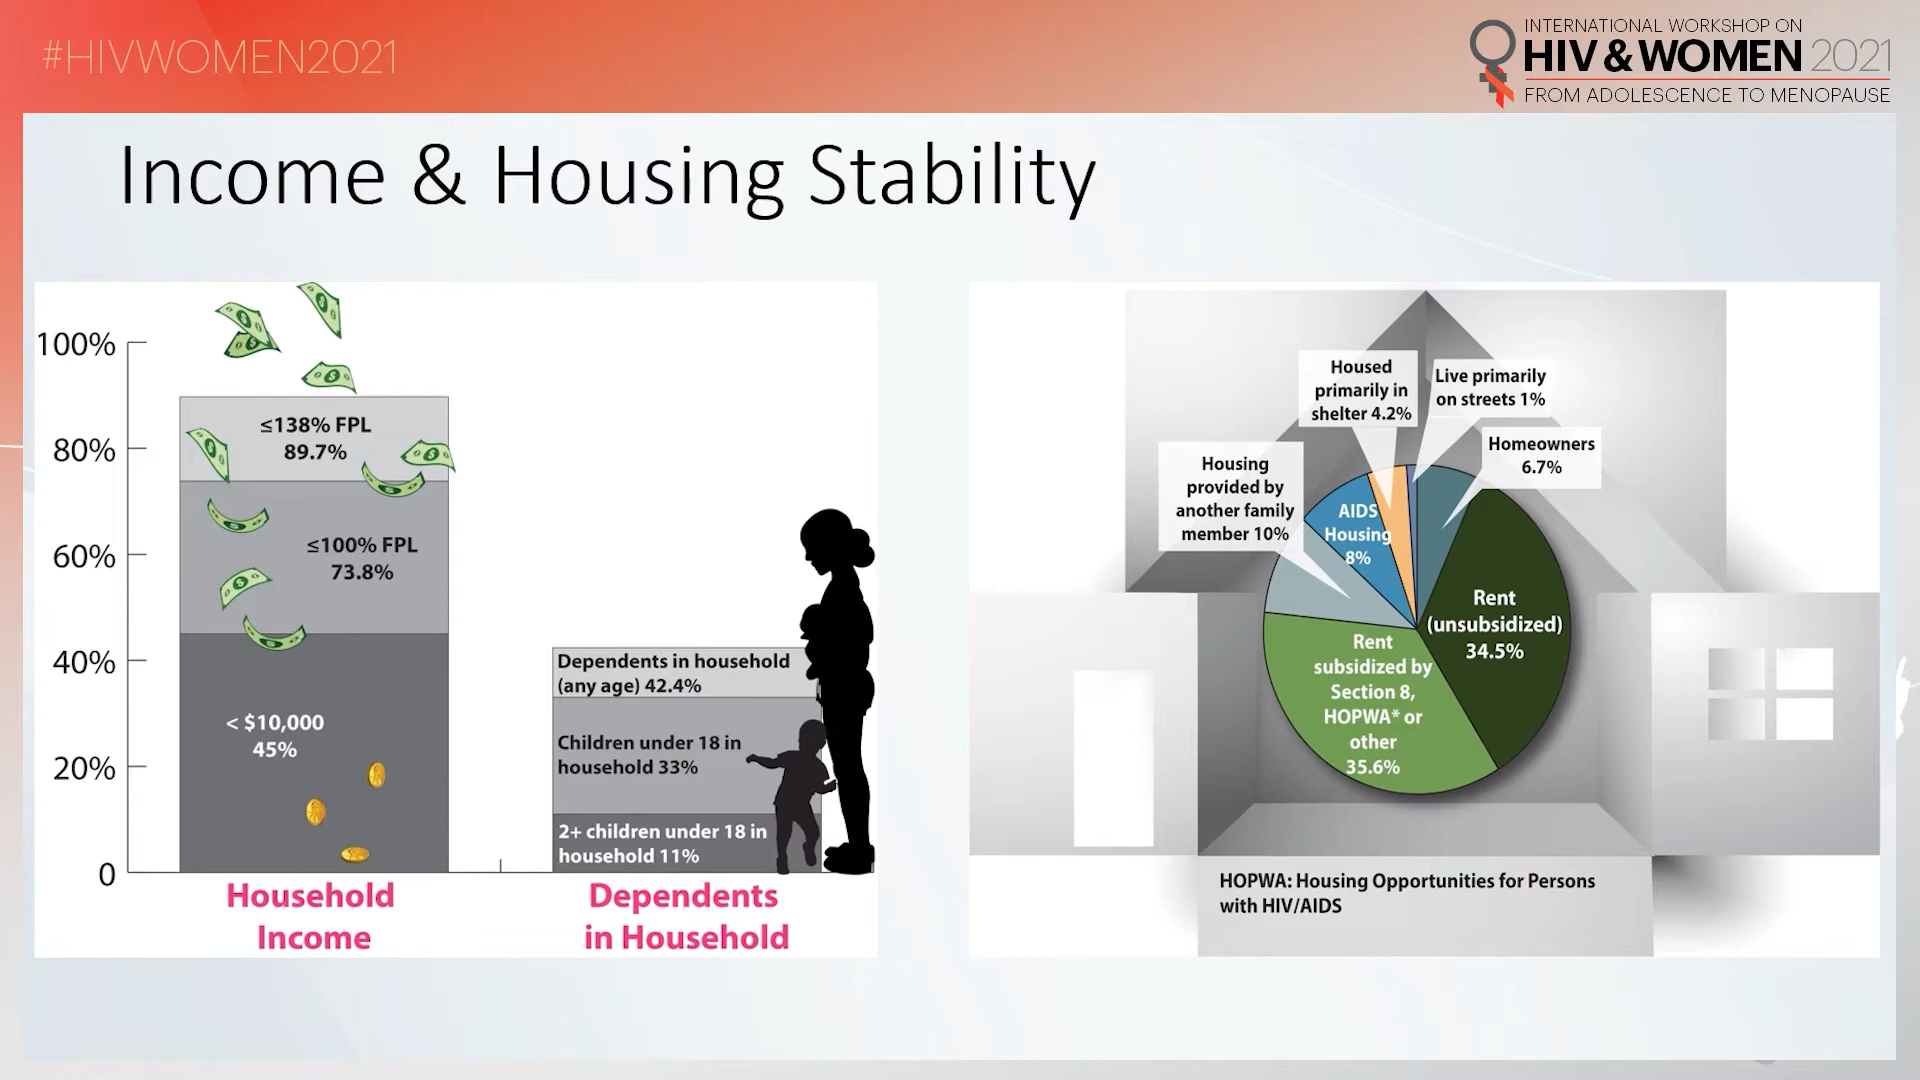 #HIVWOMEN2021
INTERNATIONAL WORKSHOP ON
HIV & WOMEN 2021
FROM ADOLESCENCE TO MENOPAUSE
Income & Housing Stability
100%
80%
60%
40%
20%
0
≤138% FPL
89.7%
≤100% FPL
73.8%
< $10,000
45%
Dependents in household
(any age) 42.4%
Children under 18 in
household 33%
2+ children under 18 in
household 11%
Household
Income
Dependents
in Household
Housed
primarily in
shelter 4.2%
Live primarily
on streets 1%
Homeowners
6.7%
Housing
provided by
another family
member 10%
AIDS
Housing
8%
Rent
(unsubsidized)
34.5%
Rent
subsidized by
Section 8,
HOPWA* or
other
35.6%
HOPWA: Housing Opportunities for Persons
with HIV/AIDS